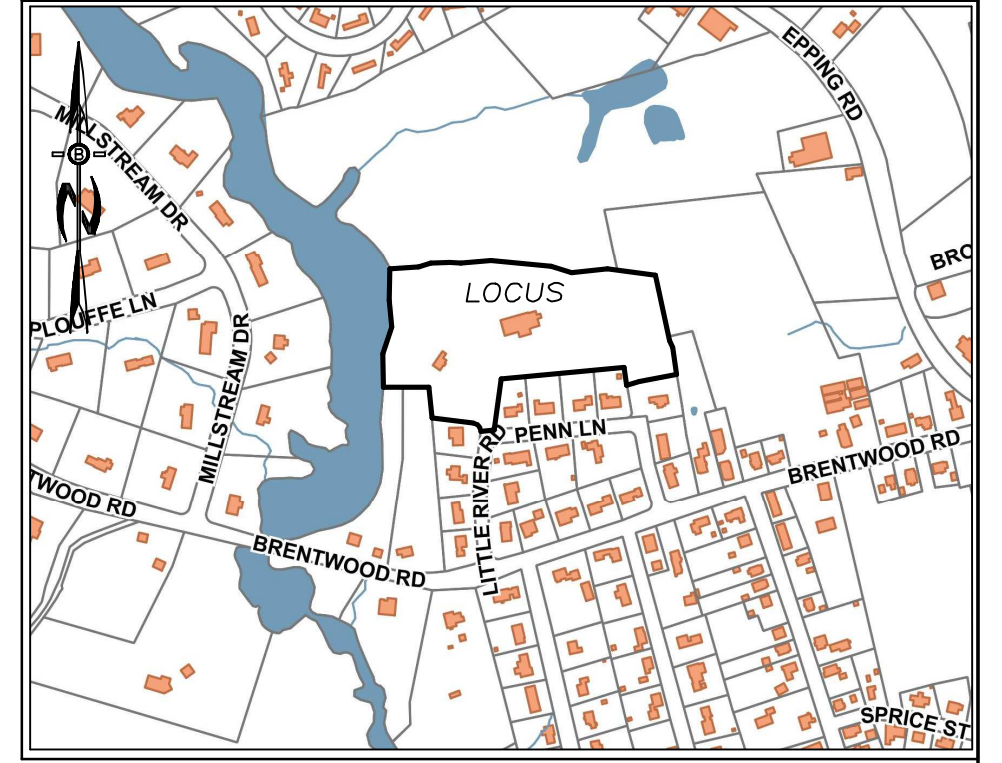 EPPING RD
MILLSTREAM DR
B
N
BRO
LOCUS
PLOUFFE LN
MILLSTREAM DR
PENN LN
LITTLE RIVER RD
BRENTWOOD RD
TWOOD RD
BRENTWOOD RD
SPRICE ST